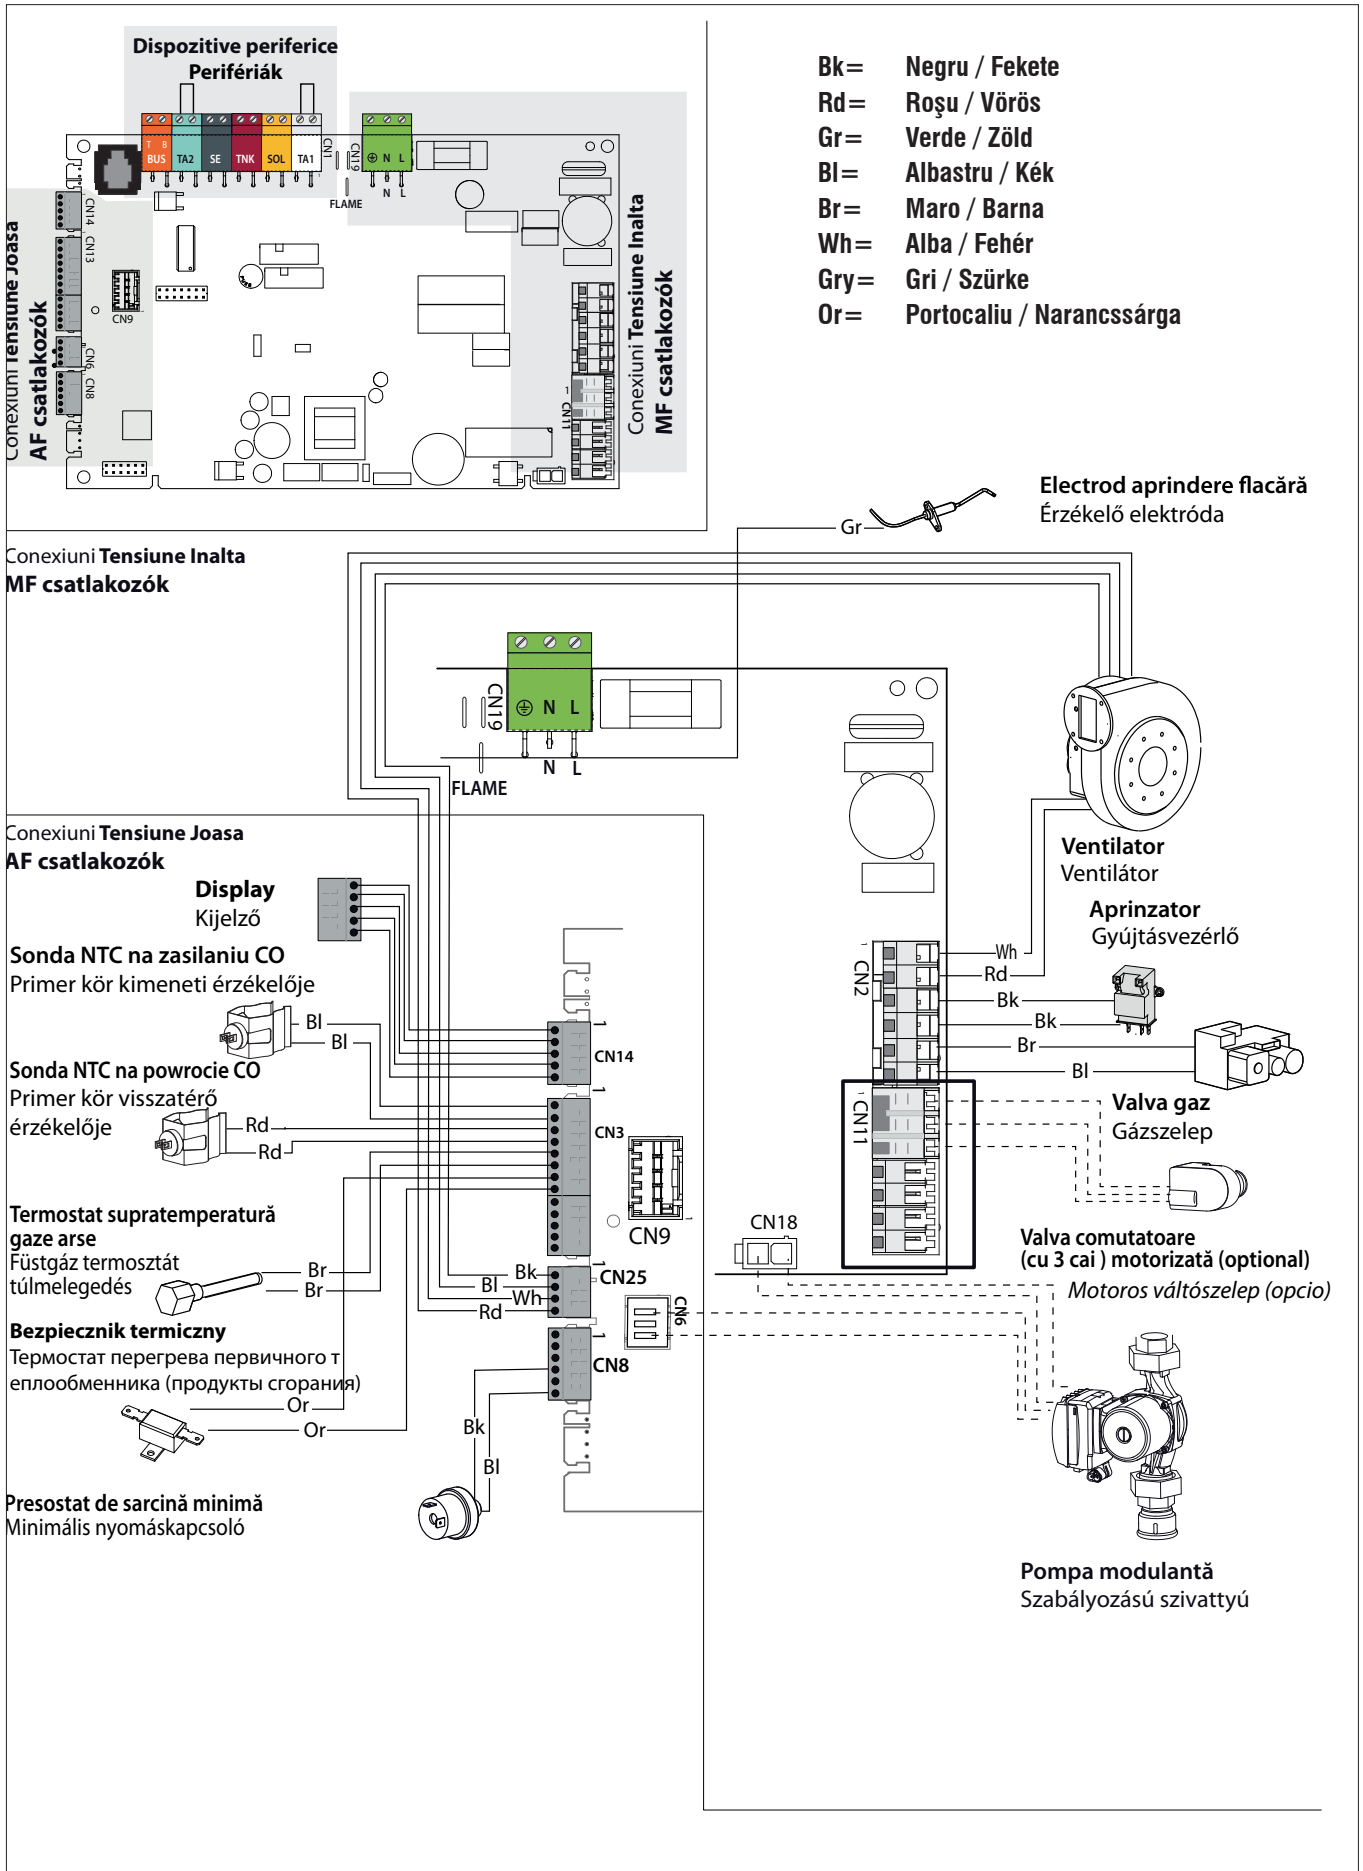 Dispozitive periferice
Perifériák
T B
BUS TA2 SE TNK SOL TA1
CN1
CN19
N L
FLAME
N L
CN14
CN13
CN9
CN6
CN8
Conexiuni Tensiune Joasa
AF csatlakozók
Conexiuni Tensiune Inalta
MF csatlakozók
1
CN11
Bk= Negru / Fekete
Rd= Roşu / Vörös
Gr= Verde / Zöld
Bl= Albastru / Kék
Br= Maro / Barna
Wh= Alba / Fehér
Gry= Gri / Szürke
Or= Portocaliu / Narancssárga
Electrod aprindere flacără
Érzékelő elektróda
Gr
Conexiuni Tensiune Inalta
MF csatlakozók
CN19
N L
N L
FLAME
Ventilator
Ventilátor
Aprinzator
Gyújtásvezérlő
1
CN2
Wh
Rd
Bk
Bk
Br
Bl
Valva gaz
Gázszelep
1
CN11
CN18
Valva comutatoare
(cu 3 cai ) motorizată (optional)
Motoros váltószelep (opcio)
Pompa modulantă
Szabályozású szivattyú
Conexiuni Tensiune Joasa
AF csatlakozók
Display
Kijelző
Sonda NTC na zasilaniu CO
Primer kör kimeneti érzékelője
Bl
Bl
Sonda NTC na powrocie CO
Primer kör visszatérő
érzékelője
Rd
Rd
Termostat supratemperatură
gaze arse
Füstgáz termosztát
túlmelegedés
Br
Br
Bezpiecznik termiczny
Термостат перегрева первичного т
еплообменника (продукты сгорания)
Or
Or
Presostat de sarcină minimă
Minimális nyomáskapcsoló
Bk
Bl
1
CN14
1
CN3
CN9
1
Bk
Bl
Wh
Rd
CN25
CN6
1
CN8